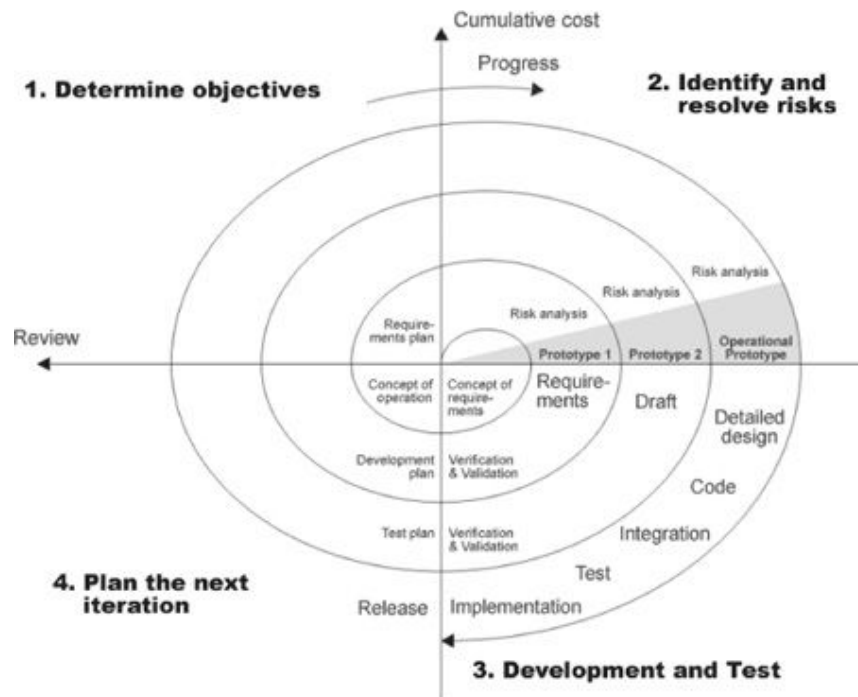 Cumulative cost
Progress
1. Determine objectives
2. Identify and
resolve risks
Risk analysis
Risk analysis
Risk analysis
Require-
ments plan
Review
Prototype 1
Prototype 2
Operational
Prototype
Concept of
operation
Concept of
require-
ments
Require-
ments
Draft
Detailed
design
Development
plan
Verification
& Validation
Code
Test plan
Verification
& Validation
Integration
Test
4. Plan the next
iteration
Release
Implementation
3. Development and Test